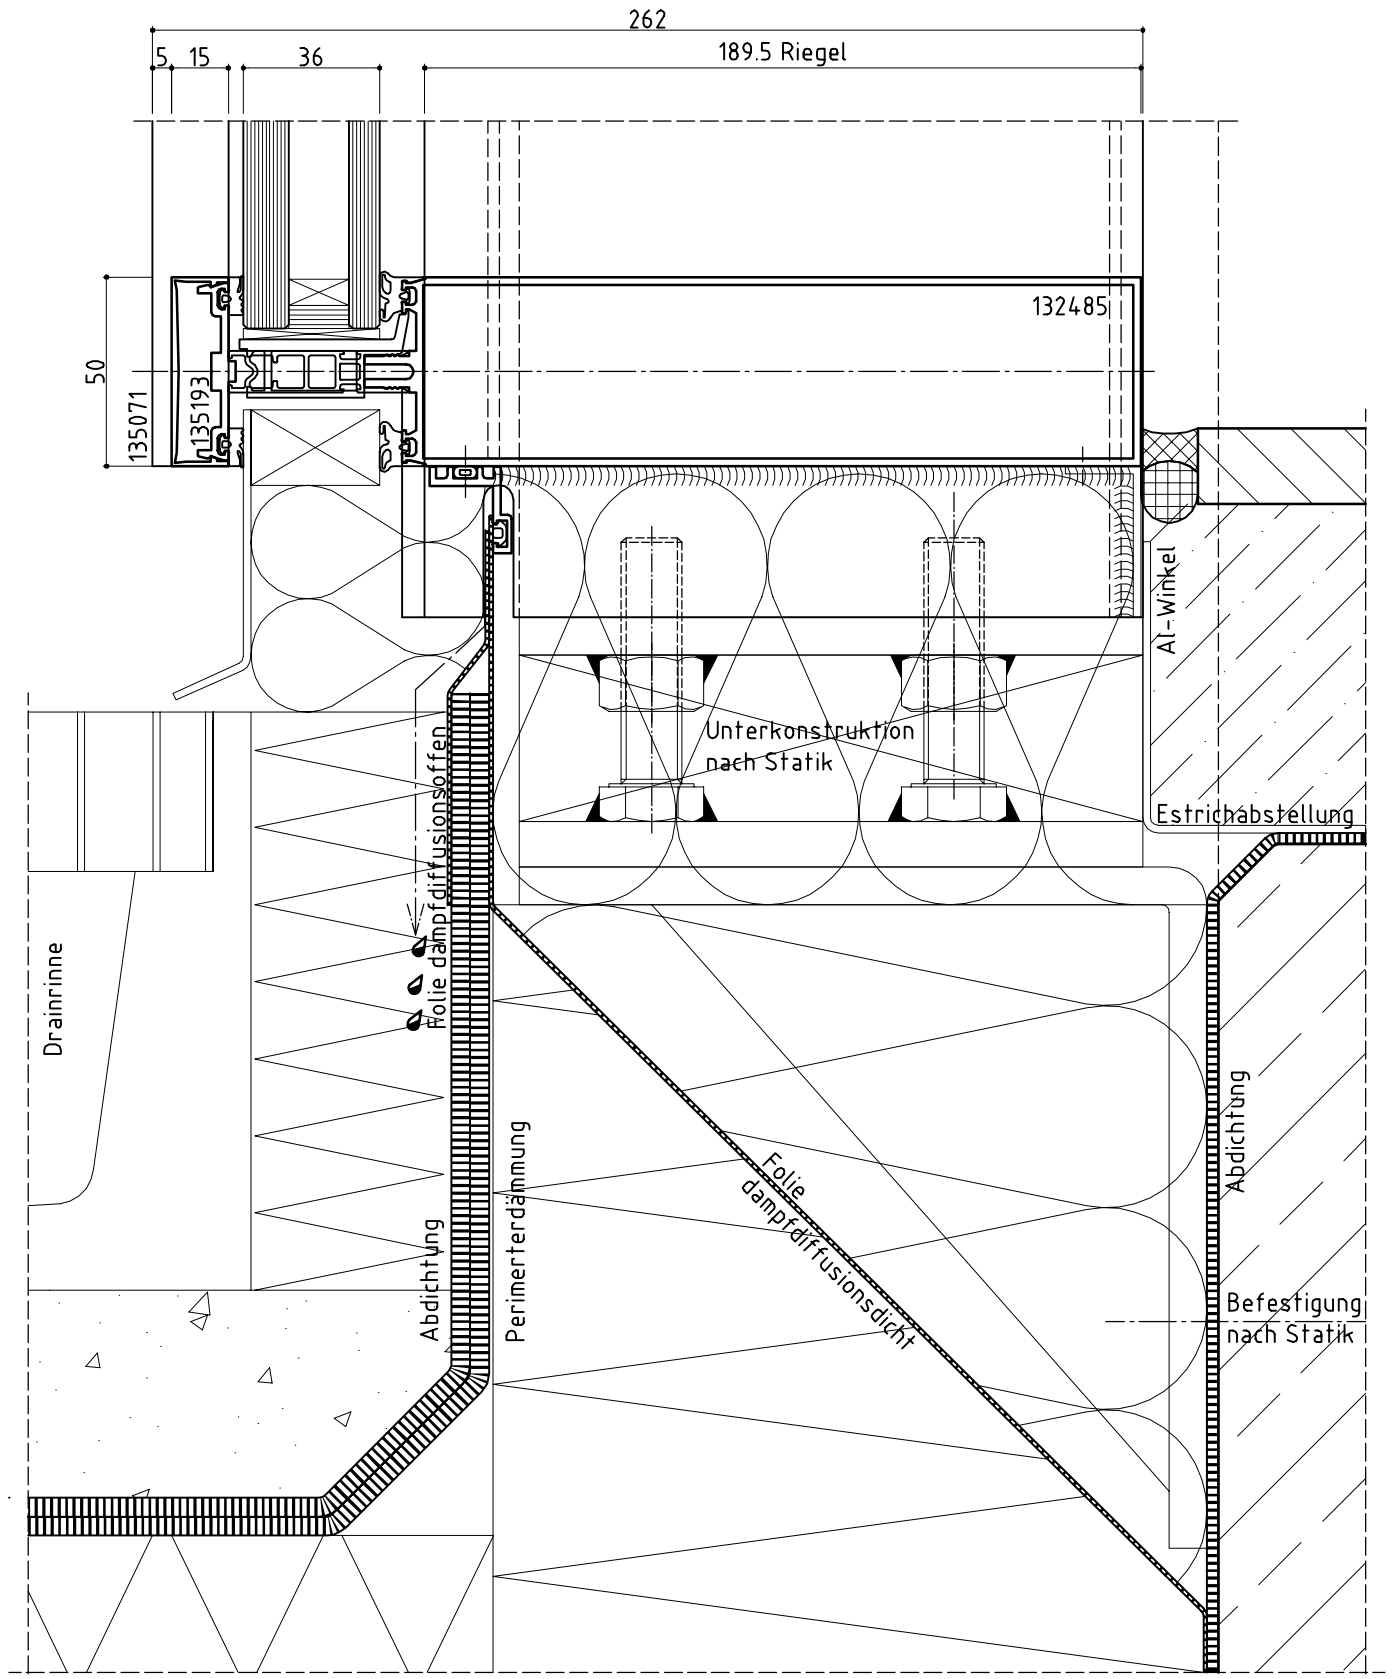 262
5
15
36
189.5 Riegel
132485
50
135071
135193
Al-Winkel
Unterkonstruktion
nach Statik
Estrichabstellung
Folie dampfdiffusionsoffen
Drainrinne
Abdichtung
Perimerterdämmung
Folie
dampfdiffusionsdicht
Abdichtung
Befestigung
nach Statik